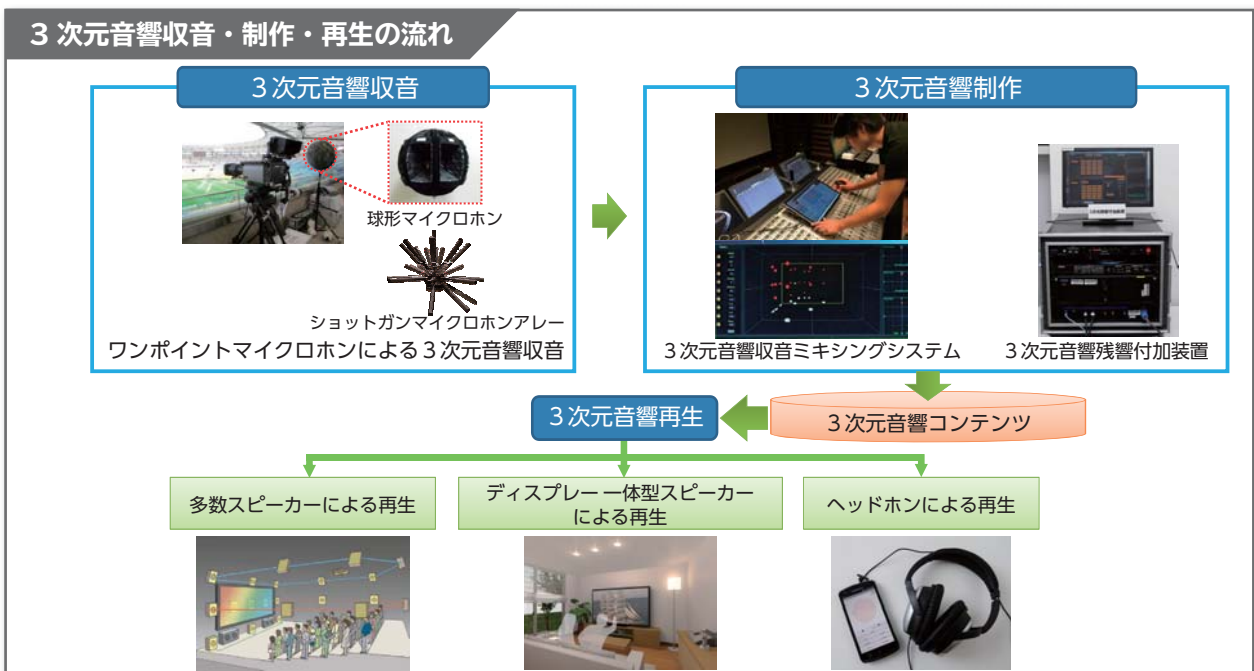 3次元音響収音・制作・再生の流れ
3次元音響収音
球形マイクロホン
ショットガンマイクロホンアレー
ワンポイントマイクロホンによる3次元音響収音
3次元音響制作
3次元音響収音ミキシングシステム
3次元音響残響付加装置
3次元音響コンテンツ
3次元音響再生
多数スピーカーによる再生
ディスプレー一体型スピーカー
による再生
ヘッドホンによる再生